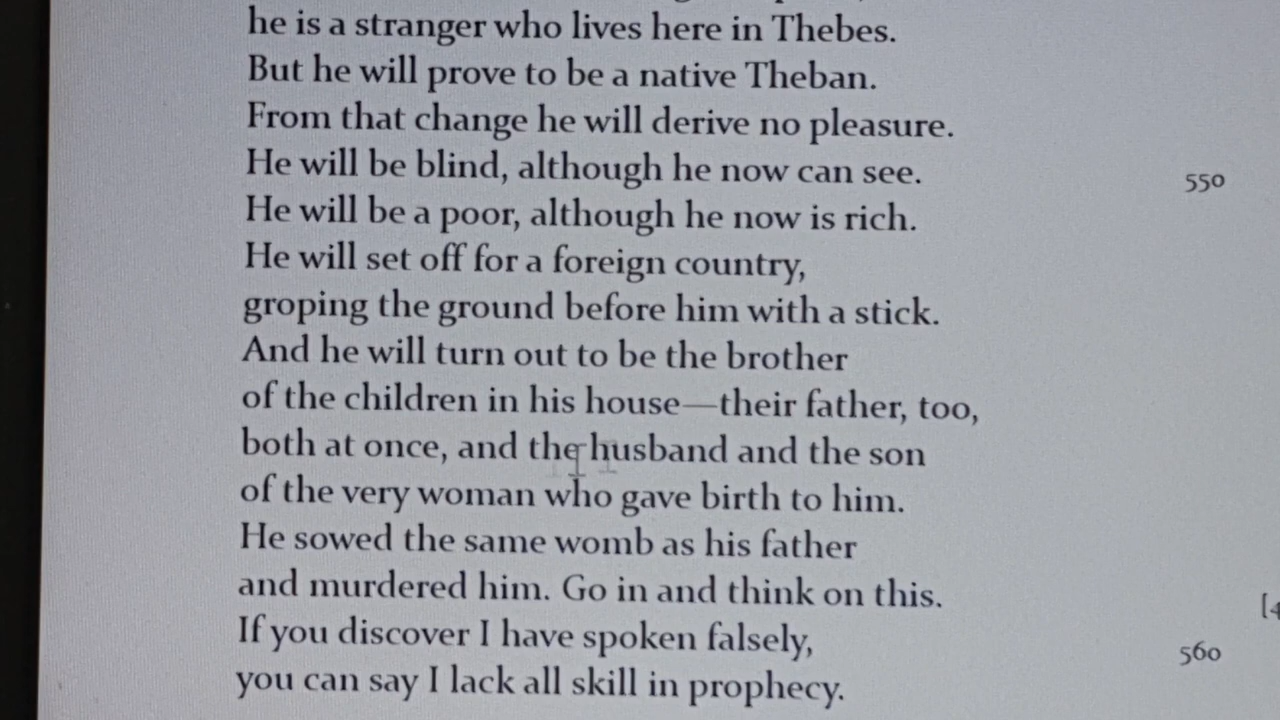 he is a stranger who lives here in Thebes.
But he will prove to be a native Theban.
From that change he will derive no pleasure.
He will be blind, although he now can see.
550
He will be a poor, although he now is rich.
He will set off for a foreign country,
groping the ground before him with a stick.
And he will turn out to be the brother
of the children in his house—their father, too,
both at once, and the husband and the son
of the very woman who gave birth to him.
He sowed the same womb as his father
and murdered him. Go in and think on this.
If you discover I have spoken falsely,
560
you can say I lack all skill in prophecy.